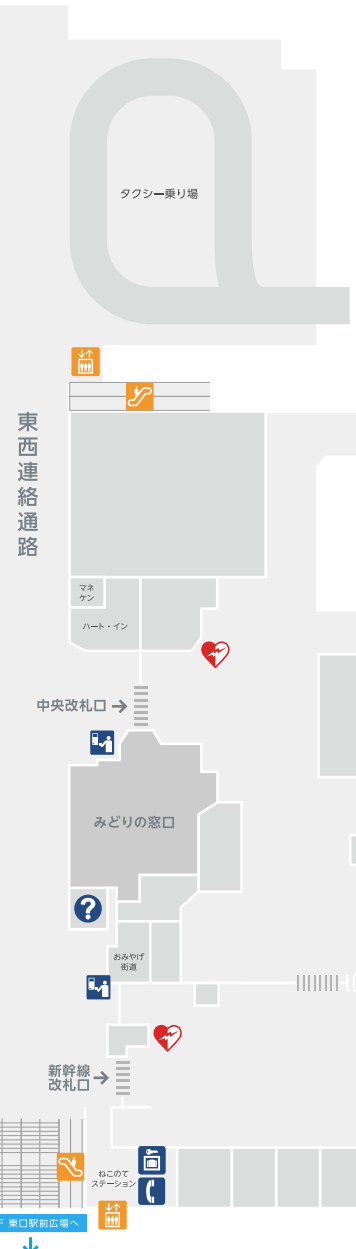 タクシー乗り場
東西連絡通路
マネ
ケン
ハート・イン
中央改札口
みどりの窓口
?
おみやげ
街道
新幹線
改札口
ねこのて
ステーション
東口駅前広場へ